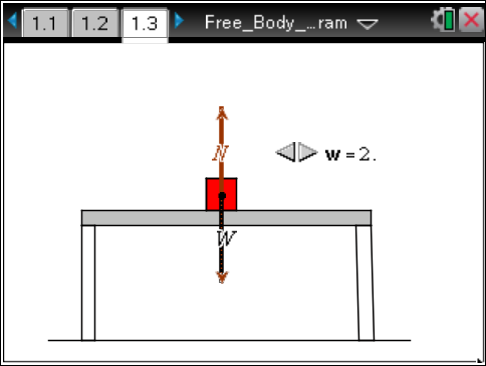 1.1 1.2 1.3 Free_Body_...ram
N
w = 2.
W